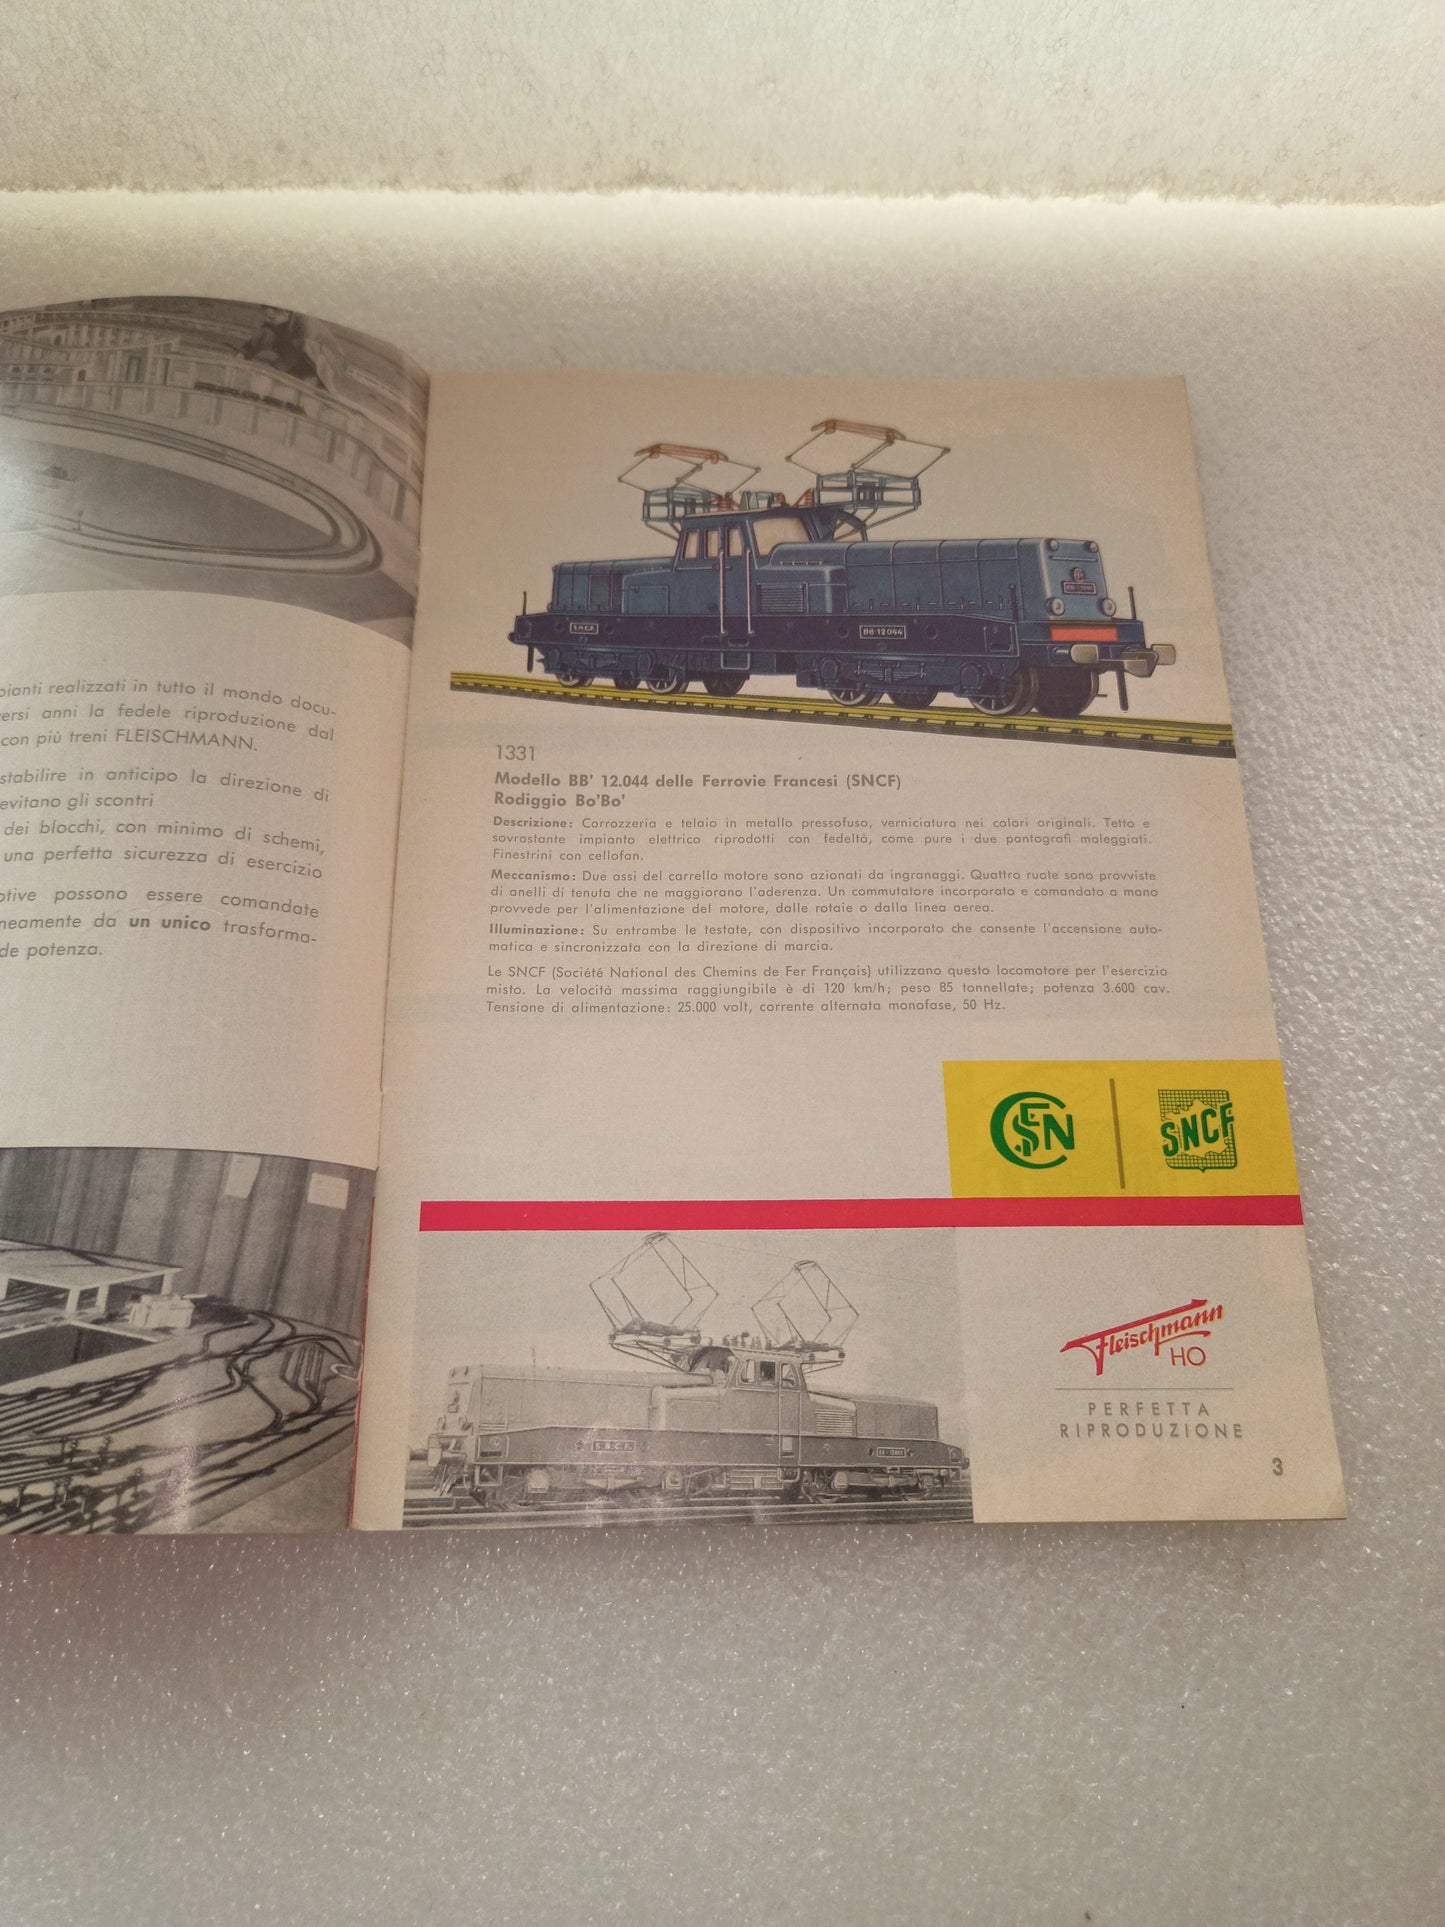 pianti realizzati in tutto il mondo docu-
versi anni la fedele riproduzione dal
con più treni FLEISCHMANN.
stabilire in anticipo la direzione di
evitano gli scontri
dei blocchi, con minimo di schemi,
una perfetta sicurezza di esercizio
otive possono essere comandate
neamente da un unico trasforma-
de potenza.
S.N.C.F.
BB-12044
1331
Modello BB' 12.044 delle Ferrovie Francesi (SNCF)
Rodiggio Bo'Bo'
Descrizione: Carrozzeria e telaio in metallo pressofuso, verniciatura nei colori originali. Tetto e
sovrastante impianto elettrico riprodotti con fedeltà, come pure i due pantografi molleggiati.
Finestrini con cellofan.
Meccanismo: Due assi del carrello motore sono azionati da ingranaggi. Quattro ruote sono provviste
di anelli di tenuta che ne maggiorano l'aderenza. Un commutatore incorporato e comandato a mano
provvede per l'alimentazione del motore, dalle rotaie o dalla linea aerea.
Illuminazione: Su entrambe le testate, con dispositivo incorporato che consente l'accensione auto-
matica e sincronizzata con la direzione di marcia.
Le SNCF (Société National des Chemins de Fer Français) utilizzano questo locomotore per l'esercizio
misto. La velocità massima raggiungibile è di 120 km/h; peso 85 tonnellate; potenza 3.600 cav.
Tensione di alimentazione: 25.000 volt, corrente alternata monofase, 50 Hz.
SNCF
SNCF
S.N.C.F.
Fleischmann
HO
PERFETTA
RIPRODUZIONE
3